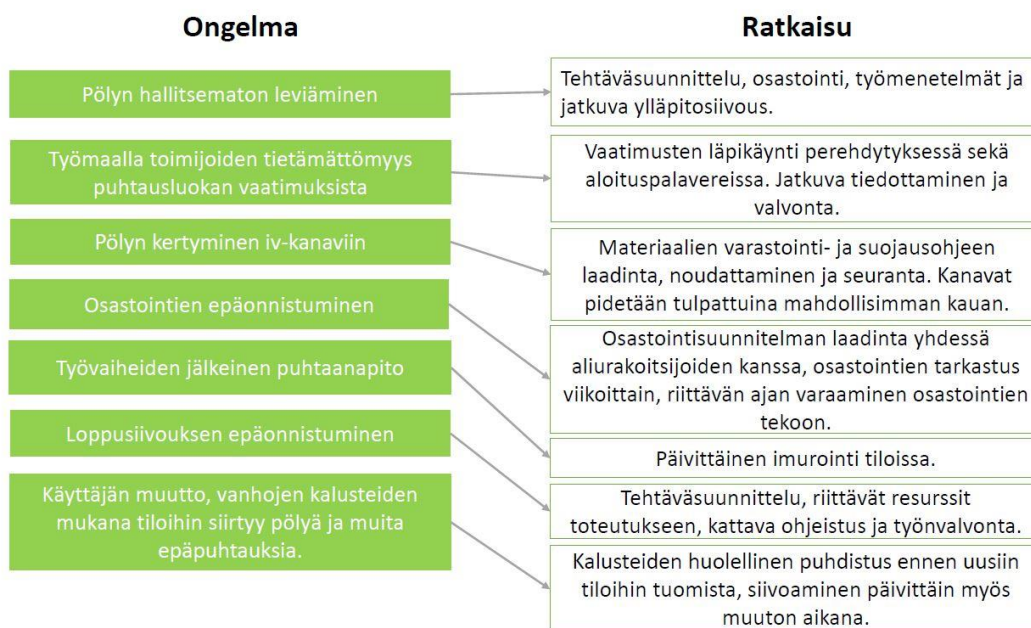 Ongelma
Ratkaisu
Pölyn hallitsematon leviäminen
Tehtäväsuunnittelu, osastointi, työmenetelmät ja
jatkuva ylläpitosiivous.
Työmaalla toimijoiden tietämättömyys
puhtausluokan vaatimuksista
Vaatimusten läpikäynti perehdytyksessä sekä
aloituspalavereissa. Jatkuva tiedottaminen ja
valvonta.
Pölyn kertyminen iv-kanaviin
Materiaalien varastointi- ja suojausohjeen
laadinta, noudattaminen ja seuranta. Kanavat
pidetään tulpattuina mahdollisimman kauan.
Osastointien epäonnistuminen
Osastointisuunnitelman laadinta yhdessä
aliurakoitsijoiden kanssa, osastointien tarkastus
viikoittain, riittävän ajan varaaminen osastointien
tekoon.
Työvaiheiden jälkeinen puhtaanapito
Päivittäinen imurointi tiloissa.
Loppusiivouksen epäonnistuminen
Tehtäväsuunnittelu, riittävät resurssit
toteutukseen, kattava ohjeistus ja työnvalvonta.
Käyttäjän muutto, vanhojen kalusteiden
mukana tiloihin siirtyy pölyä ja muita
epäpuhtauksia.
Kalusteiden huolellinen puhdistus ennen uusiin
tiloihin tuomista, siivoaminen päivittäin myös
muuton aikana.